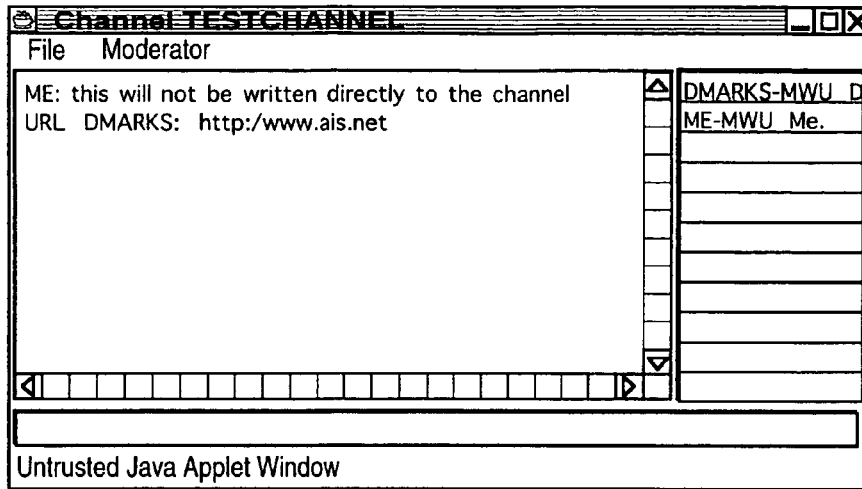 Channel TESTCHANNEL
File Moderator
ME: this will not be written directly to the channel
URL DMARKS: http:/www.ais.net
DMARKS-MWU D
ME-MWU Me.
Untrusted Java Applet Window